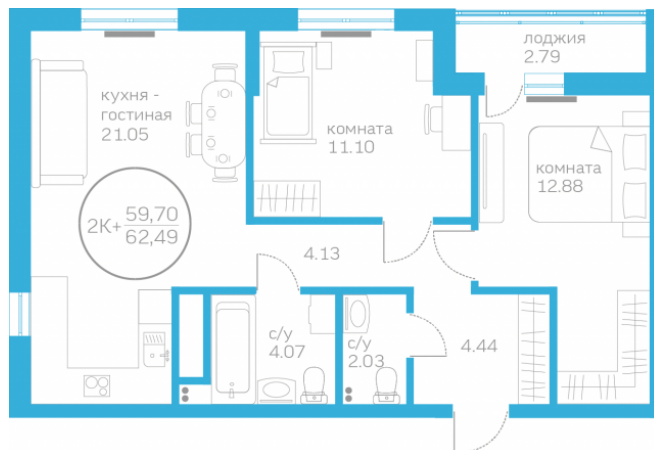 кухня -
гостиная
21.05
комната
11.10
лоджия
2.79
комната
12.88
2К+
59,70
62,49
4.13
с/у
4.07
с/у
2.03
4.44